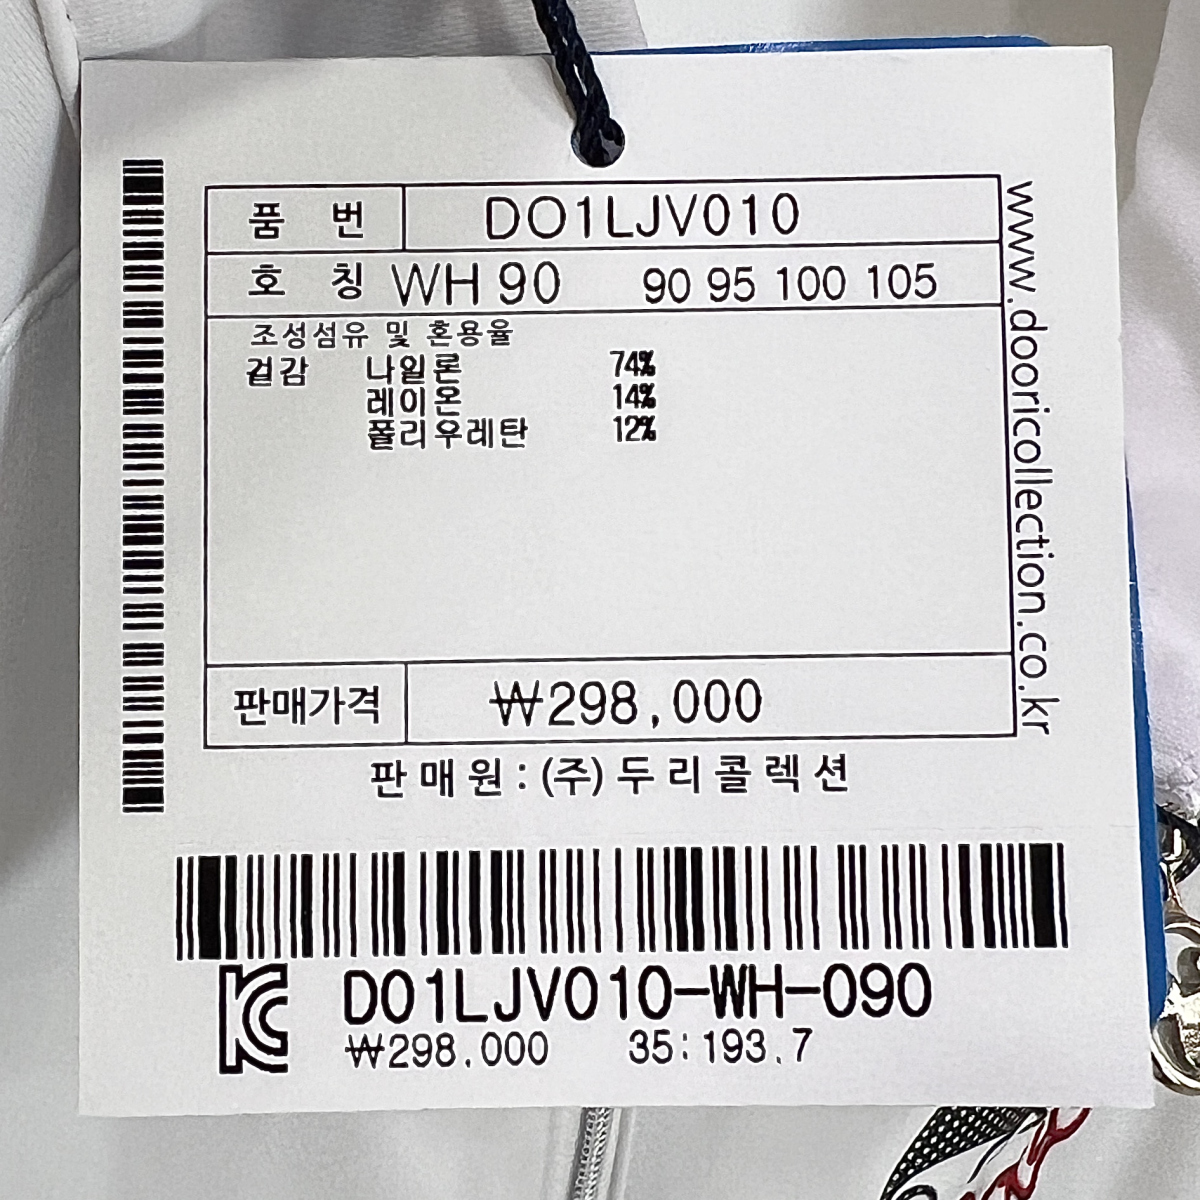 품 번 DO1LJV010
호 칭 WH 90 90 95 100 105
조성섬유 및 혼용율
겉감 나일론 74%
레이온 14%
폴리우레탄 12%
판매가격 ₩298,000
판매원 : (주) 두리콜렉션
www.dooricollection.co.kr
DO1LJV010-WH-090
₩298,000 35:193.7